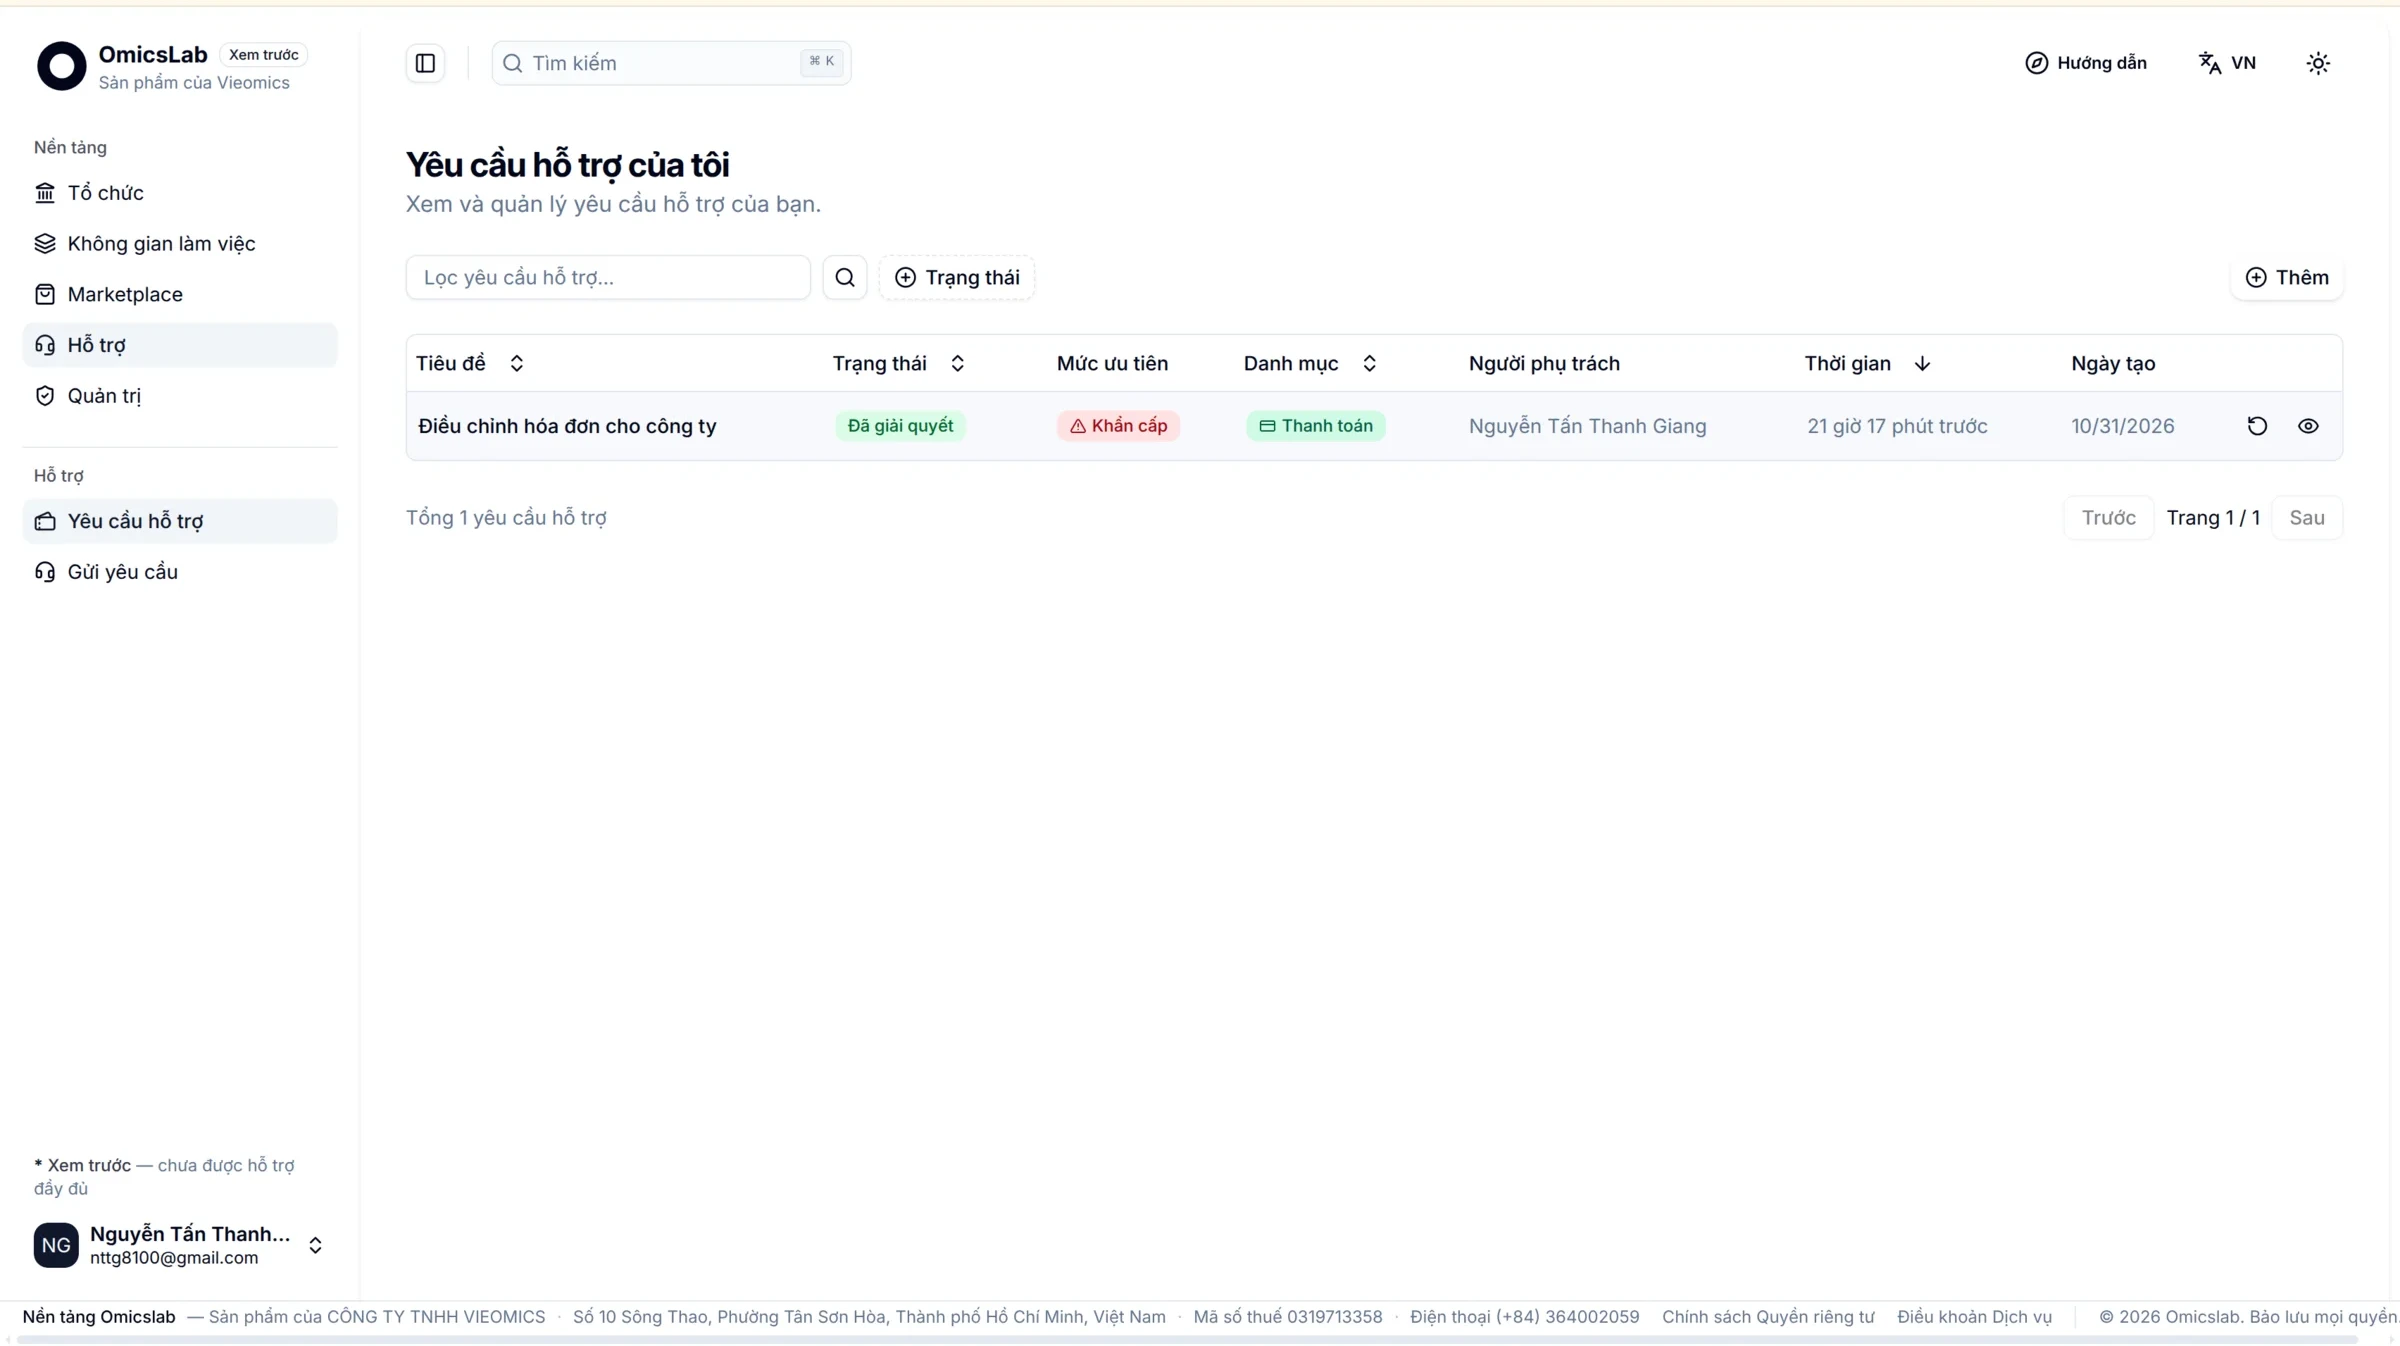 OmicsLab Xem trước
Sản phẩm của Vieomics
Nền tảng
Tổ chức
Không gian làm việc
Marketplace
Hỗ trợ
Quản trị
Hỗ trợ
Yêu cầu hỗ trợ
Gửi yêu cầu
* Xem trước — chưa được hỗ trợ
đầy đủ
NG
Nguyễn Tấn Thanh...
nttg8100@gmail.com
Tìm kiếm ⌘ K
Hướng dẫn
VN
Yêu cầu hỗ trợ của tôi
Xem và quản lý yêu cầu hỗ trợ của bạn.
Lọc yêu cầu hỗ trợ...
Trạng thái
Thêm
Tiêu đề Trạng thái Mức ưu tiên Danh mục Người phụ trách Thời gian Ngày tạo
Điều chỉnh hóa đơn cho công ty Đã giải quyết Khẩn cấp Thanh toán Nguyễn Tấn Thanh Giang 21 giờ 17 phút trước 10/31/2026
Tổng 1 yêu cầu hỗ trợ
Trước Trang 1 / 1 Sau
Nền tảng Omicslab — Sản phẩm của CÔNG TY TNHH VIEOMICS · Số 10 Sông Thao, Phường Tân Sơn Hòa, Thành phố Hồ Chí Minh, Việt Nam · Mã số thuế 0319713358 · Điện thoại (+84) 364002059 Chính sách Quyền riêng tư Điều khoản Dịch vụ © 2026 Omicslab. Bảo lưu mọi quyền.